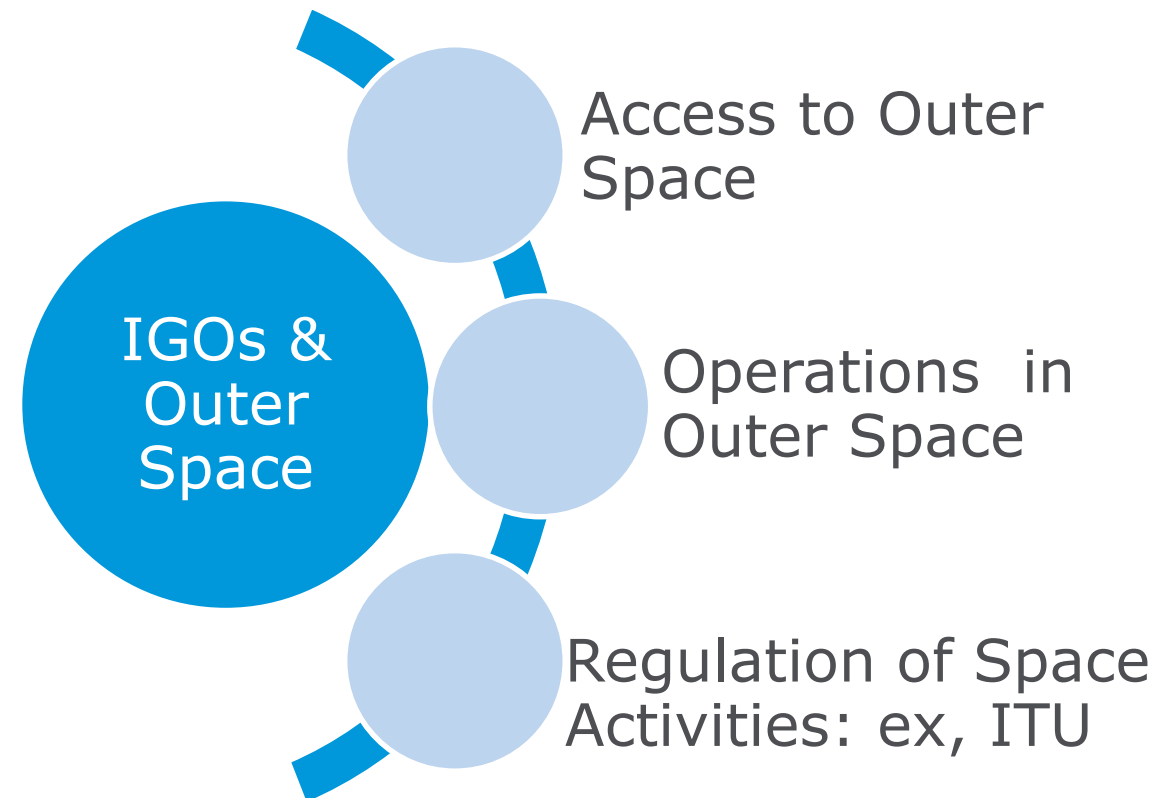 IGOs &
Outer
Space
Access to Outer
Space
Operations  in
Outer Space
Regulation of Space
Activities: ex, ITU